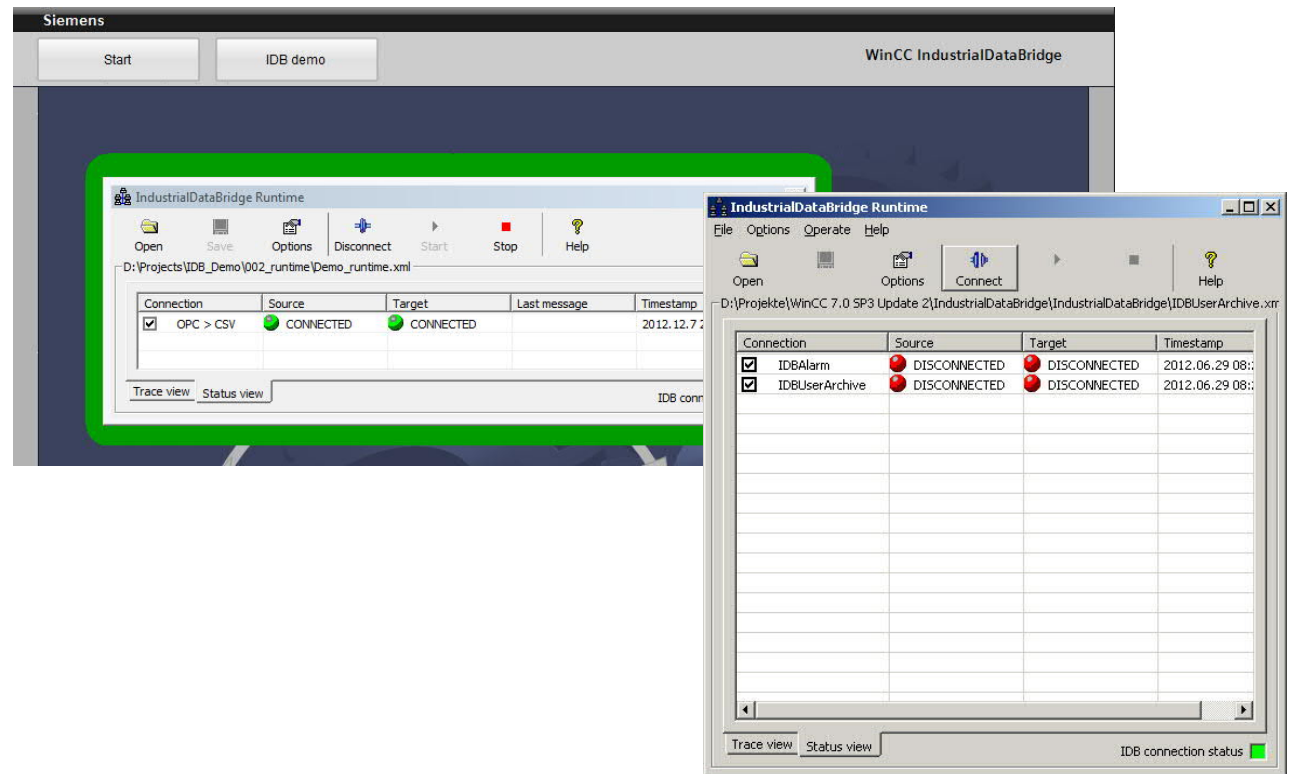 Siemens
Start IDB demo WinCC IndustrialDataBridge
IndustrialDataBridge Runtime
Open Save Options Disconnect Start Stop Help
D:\Projects\IDB_Demo\002_runtime\Demo_runtime.xml
Connection Source Target Last message Timestamp
OPC > CSV CONNECTED CONNECTED 2012.12.7 2
Trace view Status view IDB conn
IndustrialDataBridge Runtime
File Options Operate Help
Open Options Connect Help
D:\Projekte\WinCC 7.0 SP3 Update 2\IndustrialDataBridge\IndustrialDataBridge\IDBUserArchive.xm
Connection Source Target Timestamp
IDBAlarm DISCONNECTED DISCONNECTED 2012.06.29 08:
IDBUserArchive DISCONNECTED DISCONNECTED 2012.06.29 08:
Trace view Status view IDB connection status